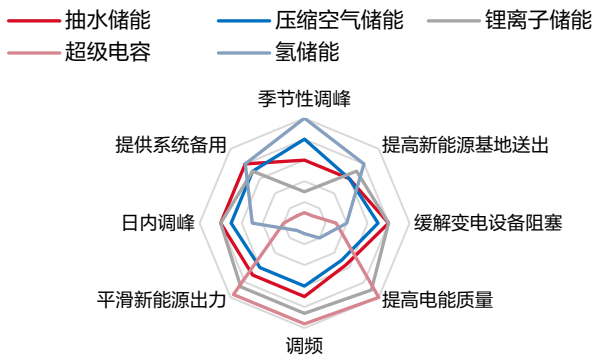 抽水储能 压缩空气储能 锂离子储能
超级电容 氢储能
季节性调峰
提供系统备用 提高新能源基地送出
日内调峰 缓解变电设备阻塞
平滑新能源出力 提高电能质量
调频